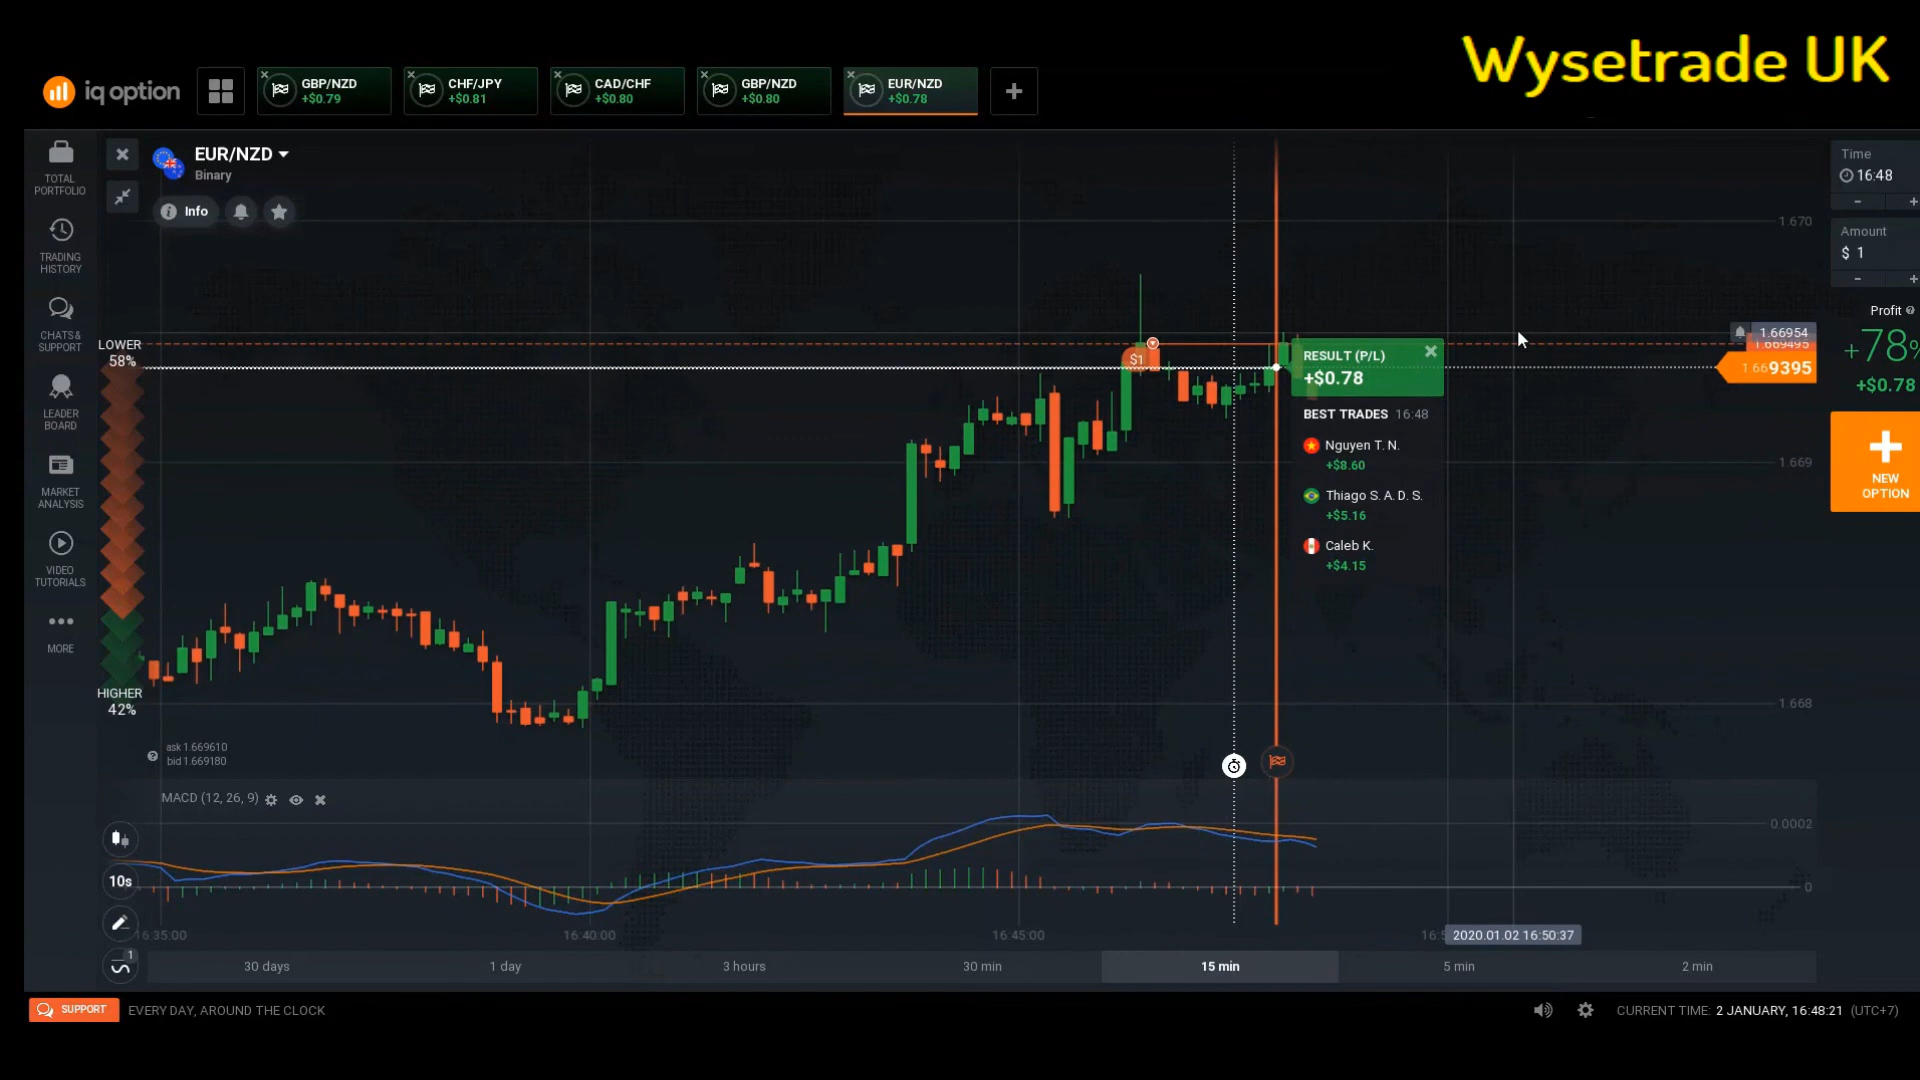 Wysetrade UK
iq option
GBP/NZD
+$0.79
CHF/JPY
+$0.81
CAD/CHF
+$0.80
GBP/NZD
+$0.80
EUR/NZD
+$0.78
TOTAL
PORTFOLIO
TRADING
HISTORY
CHATS &
SUPPORT
LEADER
BOARD
MARKET
ANALYSIS
VIDEO
TUTORIALS
MORE
EUR/NZD
Binary
Info
LOWER
58%
HIGHER
42%
ask 1.669610
bid 1.669180
$1
RESULT (P/L)
+$0.78
BEST TRADES 16:48
Nguyen T. N.
+$8.60
Thiago S. A. D. S.
+$5.16
Caleb K.
+$4.15
1.670
1.66954
1.669495
1.669395
1.669
1.668
Time
16:48
- +
Amount
$ 1
- +
Profit
+78%
+$0.78
NEW
OPTION
MACD (12, 26, 9)
0.0002
0
10s
1
16:35:00
16:40:00
16:45:00
2020.01.02 16:50:37
30 days
1 day
3 hours
30 min
15 min
5 min
2 min
SUPPORT
EVERY DAY, AROUND THE CLOCK
CURRENT TIME: 2 JANUARY, 16:48:21 (UTC+7)